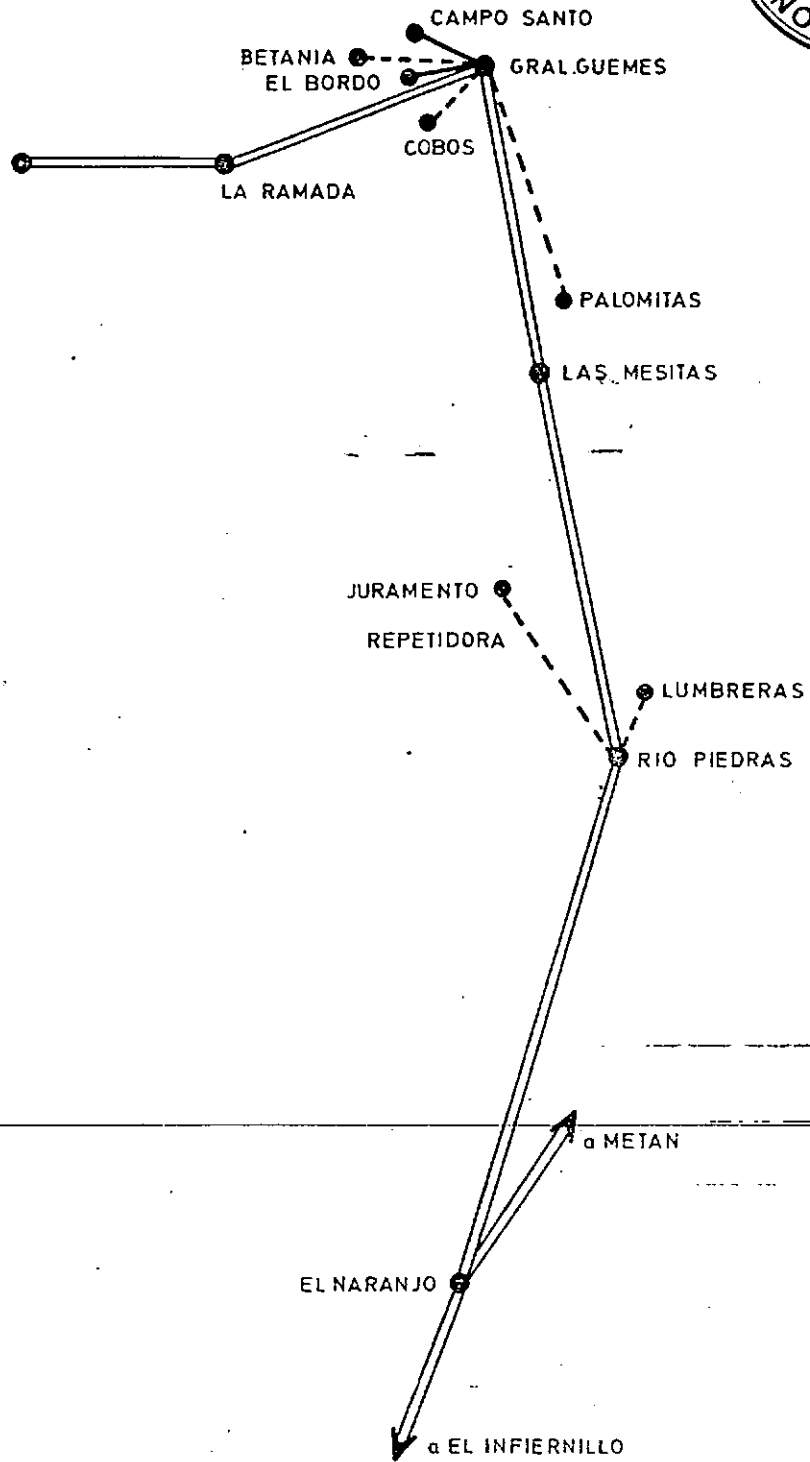 CAMPO SANTO
BETANIA
GRAL.GUEMES
EL BORDO
COBOS
LA RAMADA
PALOMITAS
LAS MESITAS
JURAMENTO
REPETIDORA
LUMBRERAS
RIO PIEDRAS
a METAN
EL NARANJO
a EL INFIERNILLO